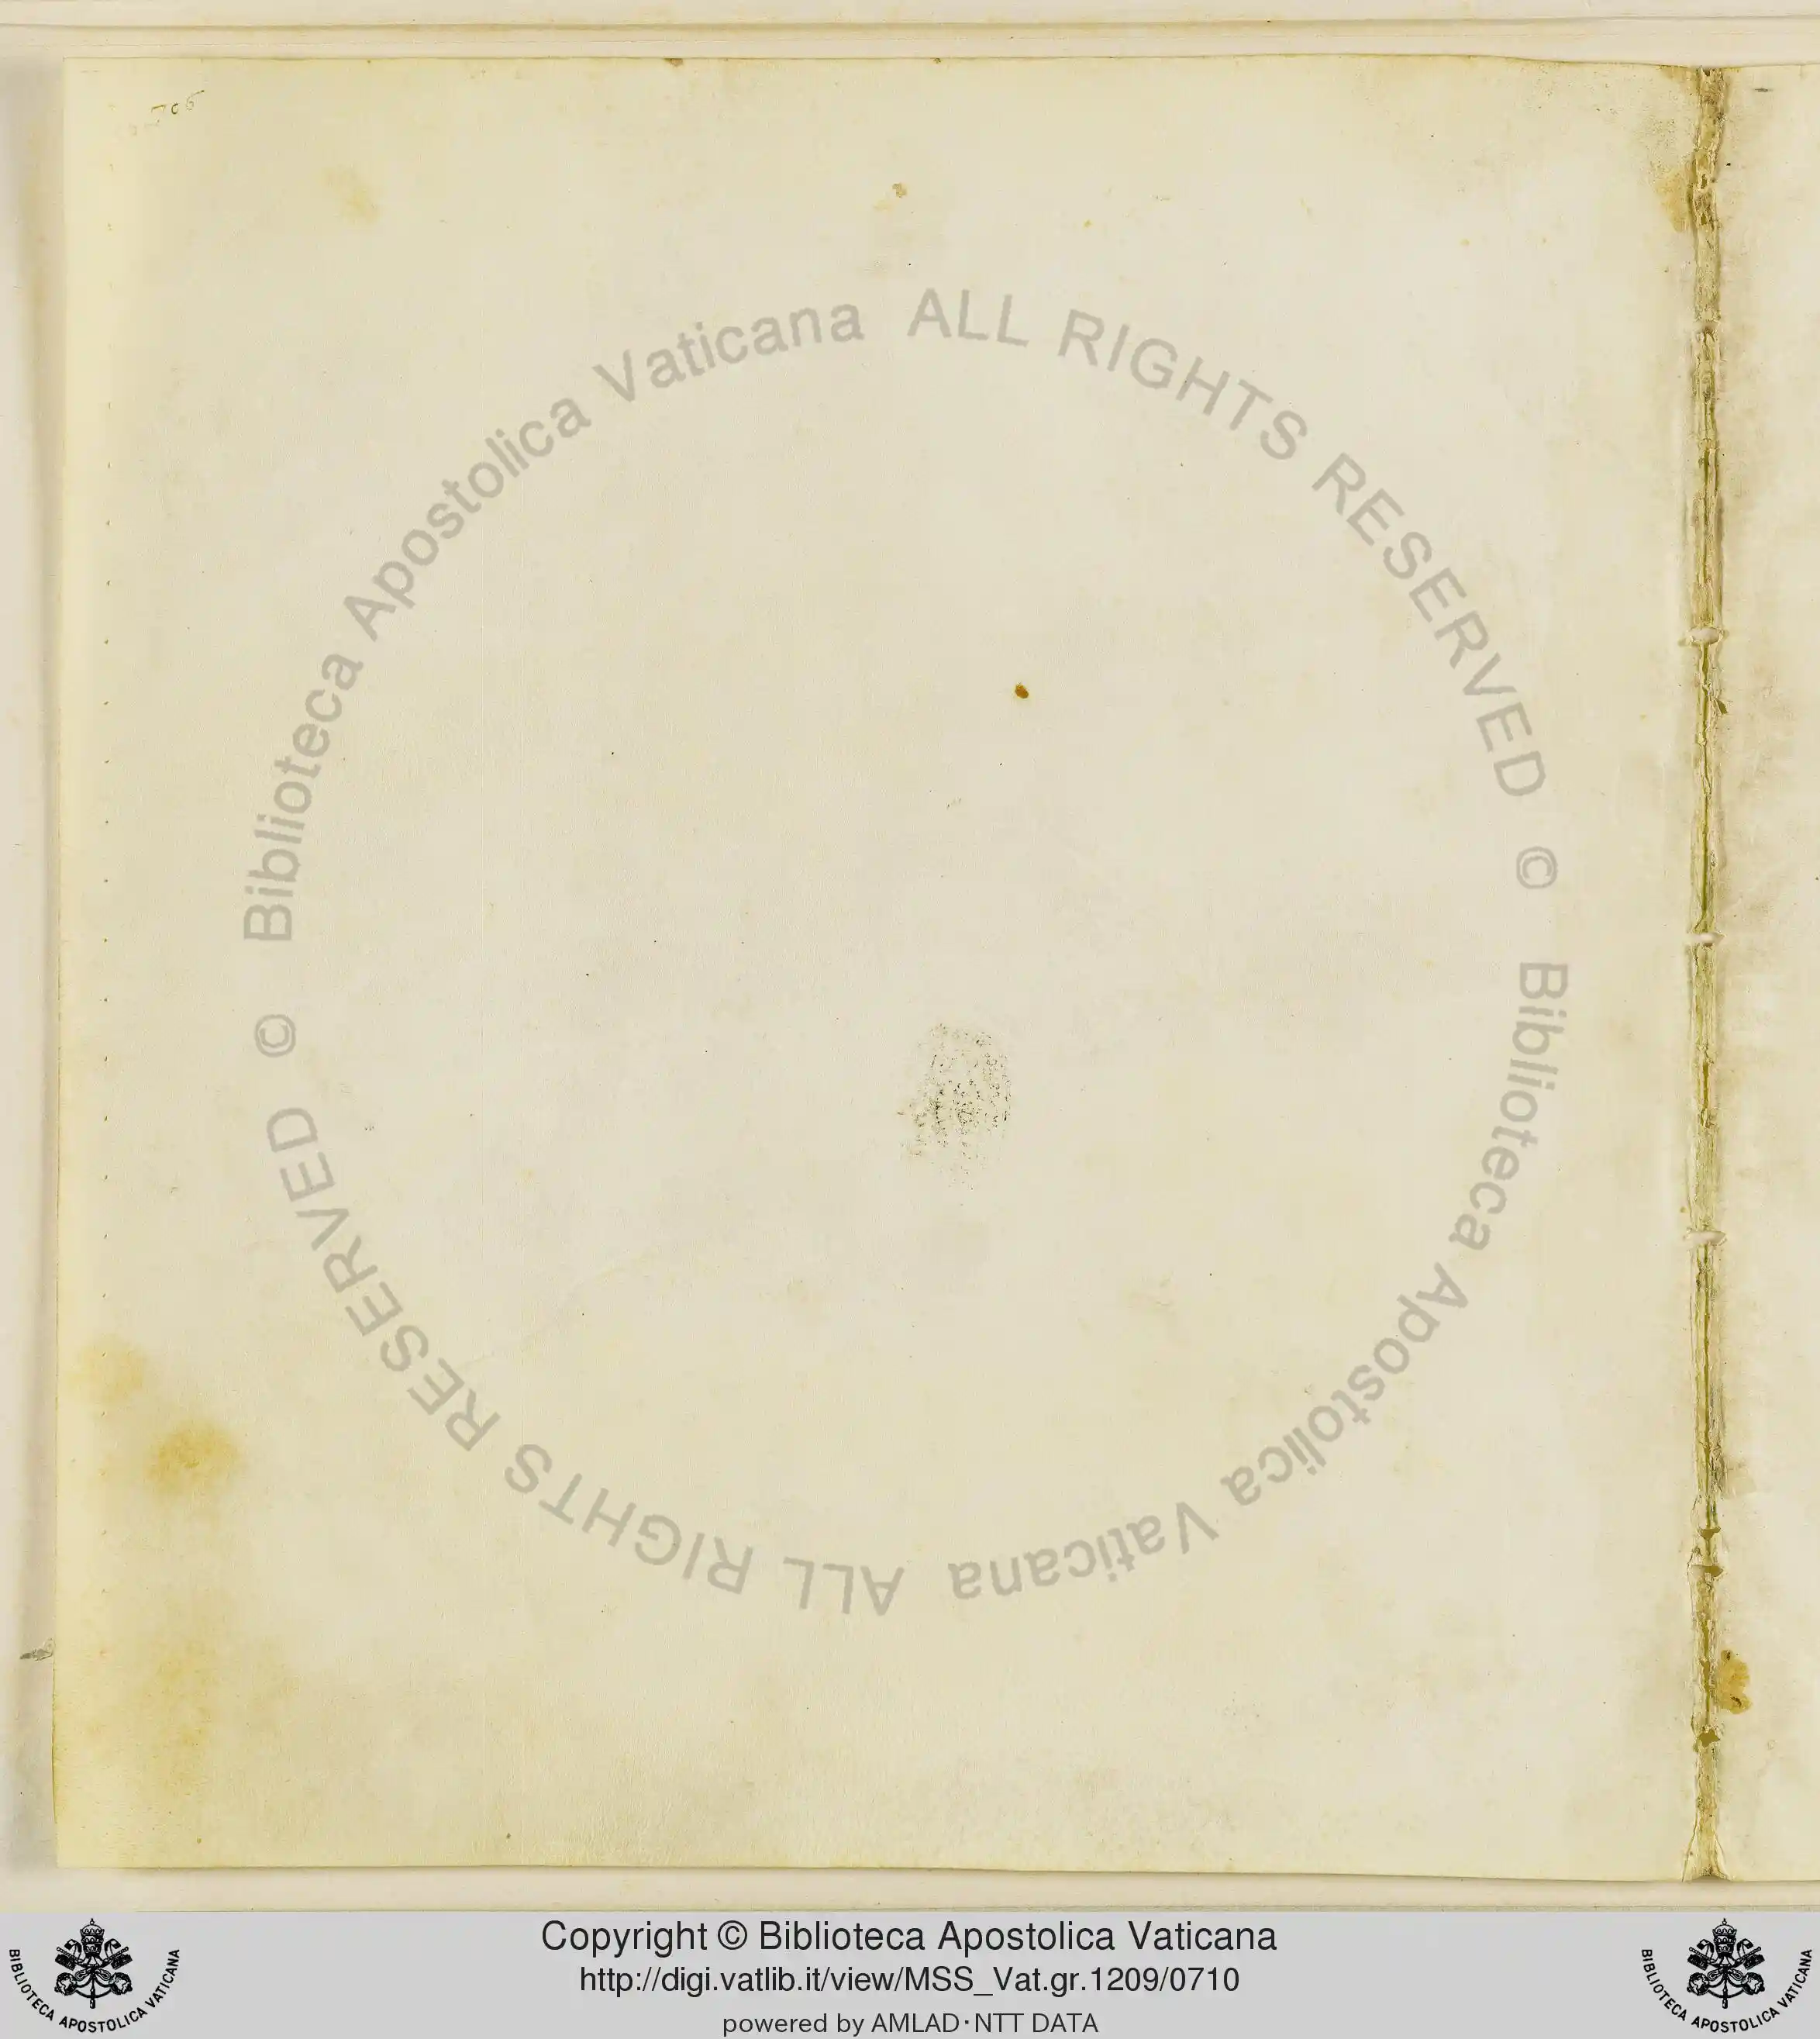 706
© Biblioteca Apostolica Vaticana ALL RIGHTS RESERVED
© Biblioteca Apostolica Vaticana ALL RIGHTS RESERVED
Copyright © Biblioteca Apostolica Vaticana
http://digi.vatlib.it/view/MSS_Vat.gr.1209/0710
powered by AMLAD·NTT DATA
BIBLIOTECA APOSTOLICA VATICANA
BIBLIOTECA APOSTOLICA VATICANA